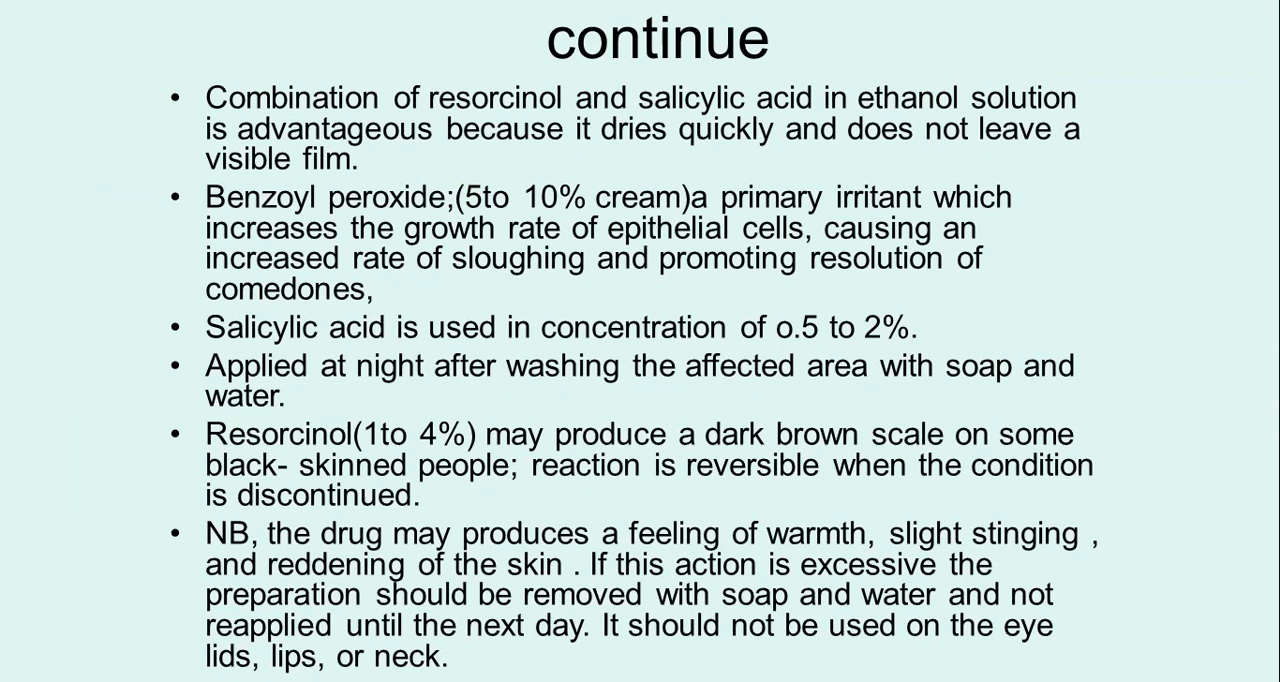 continue
• Combination of resorcinol and salicylic acid in ethanol solution
is advantageous because it dries quickly and does not leave a
visible film.
• Benzoyl peroxide;(5to 10% cream)a primary irritant which
increases the growth rate of epithelial cells, causing an
increased rate of sloughing and promoting resolution of
comedones,
• Salicylic acid is used in concentration of o.5 to 2%.
• Applied at night after washing the affected area with soap and
water.
• Resorcinol(1to 4%) may produce a dark brown scale on some
black- skinned people; reaction is reversible when the condition
is discontinued.
• NB, the drug may produces a feeling of warmth, slight stinging ,
and reddening of the skin . If this action is excessive the
preparation should be removed with soap and water and not
reapplied until the next day. It should not be used on the eye
lids, lips, or neck.